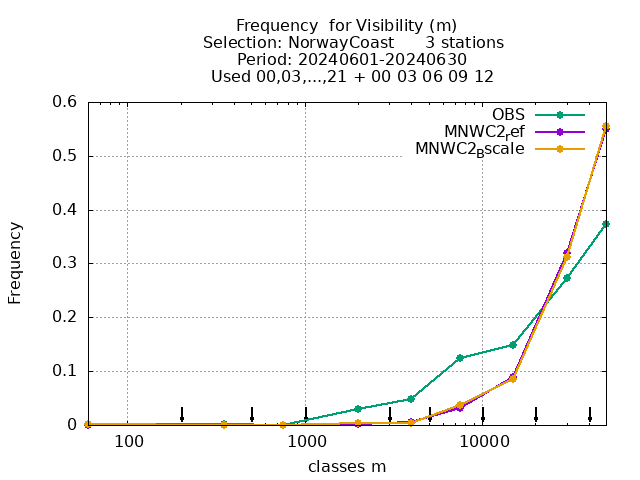 Frequency  for Visibility (m)
Selection: NorwayCoast      3 stations
Period: 20240601-20240630
Used 00,03,...,21 + 00 03 06 09 12
0.6
0.5
0.4
0.3
0.2
0.1
0
Frequency
OBS
MNWC2ref
MNWC2Bscale
100
1000
10000
classes m